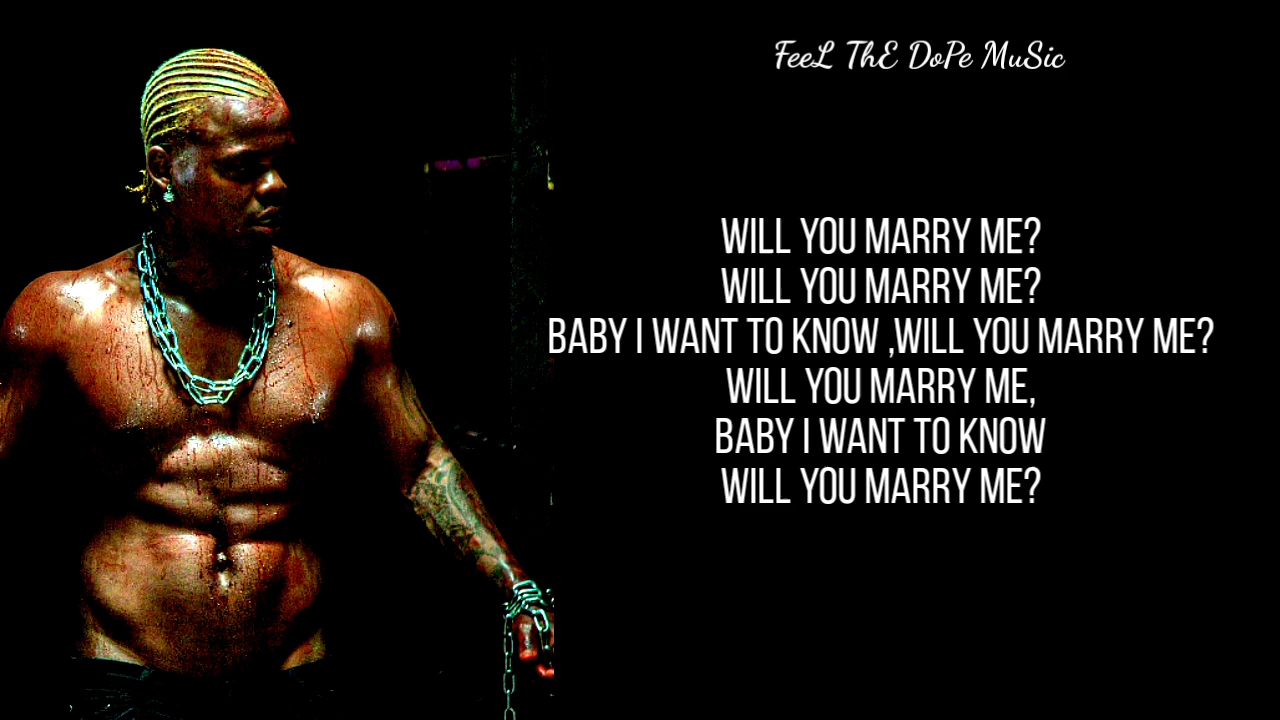 FeeL ThE DoPe MuSic
WILL YOU MARRY ME?
WILL YOU MARRY ME?
BABY I WANT TO KNOW ,WILL YOU MARRY ME?
WILL YOU MARRY ME,
BABY I WANT TO KNOW
WILL YOU MARRY ME?